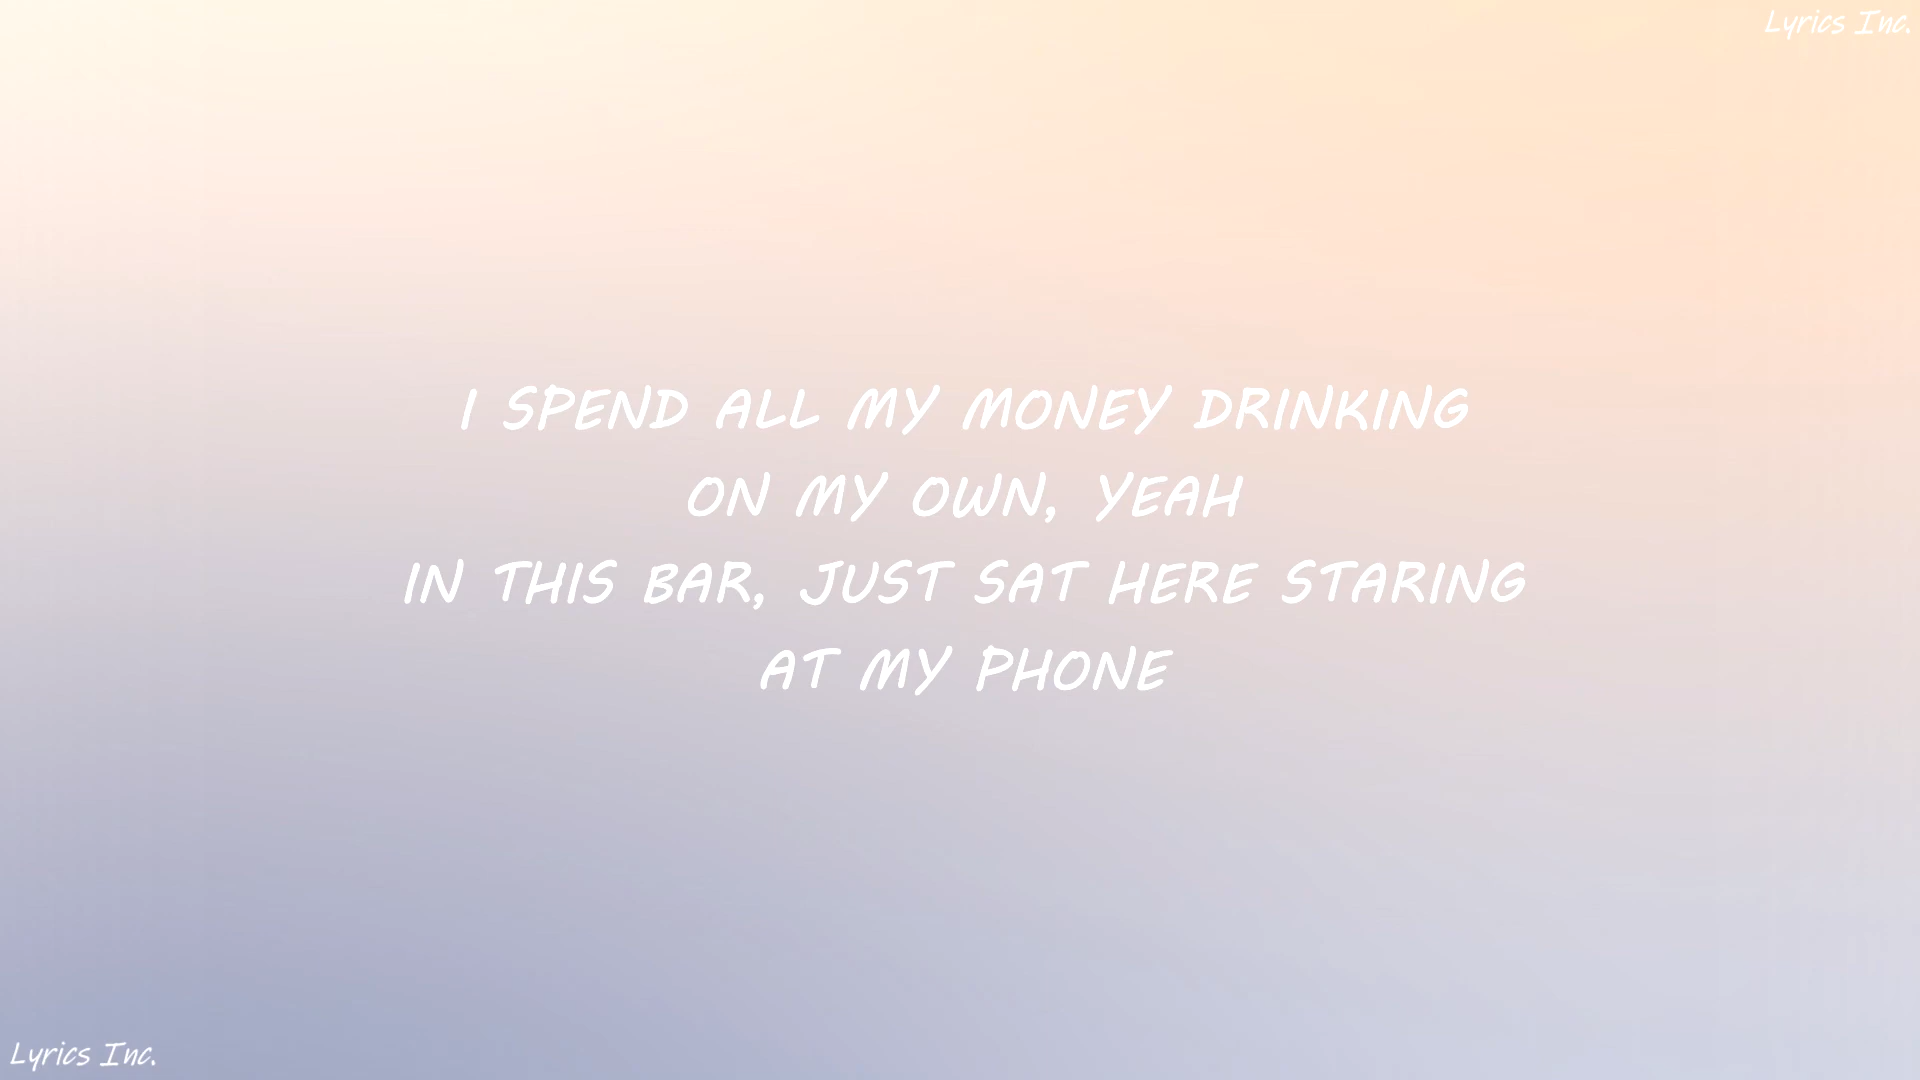 Lyrics Inc.
I SPEND ALL MY MONEY DRINKING
ON MY OWN, YEAH
IN THIS BAR, JUST SAT HERE STARING
AT MY PHONE
Lyrics Inc.